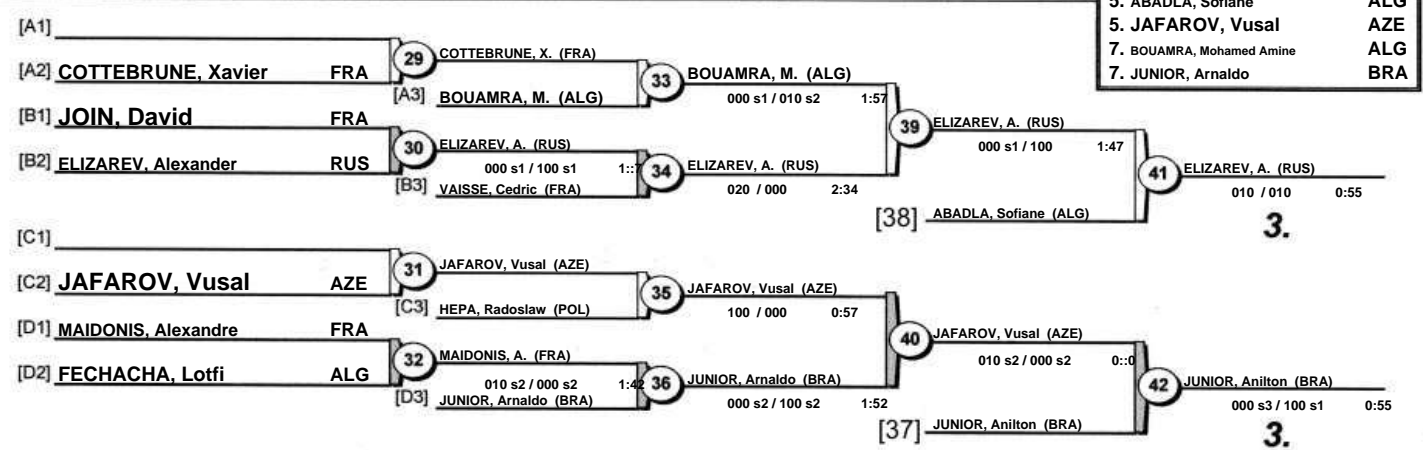 5. ABADLA, Sofiane ALG
5. JAFAROV, Vusal AZE
7. BOUAMRA, Mohamed Amine ALG
7. JUNIOR, Arnaldo BRA
[A1]
[A2] COTTEBRUNE, Xavier FRA
29
COTTEBRUNE, X. (FRA)
[A3] BOUAMRA, M. (ALG)
33
BOUAMRA, M. (ALG)
000 s1 / 010 s2 1:57
[B1] JOIN, David FRA
[B2] ELIZAREV, Alexander RUS
30
ELIZAREV, A. (RUS)
000 s1 / 100 s1 1::7
[B3] VAISSE, Cedric (FRA)
34
ELIZAREV, A. (RUS)
020 / 000 2:34
39
ELIZAREV, A. (RUS)
000 s1 / 100 1:47
[38] ABADLA, Sofiane (ALG)
41
ELIZAREV, A. (RUS)
010 / 010 0:55
3.
[C1]
[C2] JAFAROV, Vusal AZE
31
JAFAROV, Vusal (AZE)
[C3] HEPA, Radoslaw (POL)
35
JAFAROV, Vusal (AZE)
100 / 000 0:57
[D1] MAIDONIS, Alexandre FRA
[D2] FECHACHA, Lotfi ALG
32
MAIDONIS, A. (FRA)
010 s2 / 000 s2 1:42
[D3] JUNIOR, Arnaldo (BRA)
36
JUNIOR, Arnaldo (BRA)
000 s2 / 100 s2 1:52
40
JAFAROV, Vusal (AZE)
010 s2 / 000 s2 0::0
[37] JUNIOR, Anilton (BRA)
42
JUNIOR, Anilton (BRA)
000 s3 / 100 s1 0:55
3.